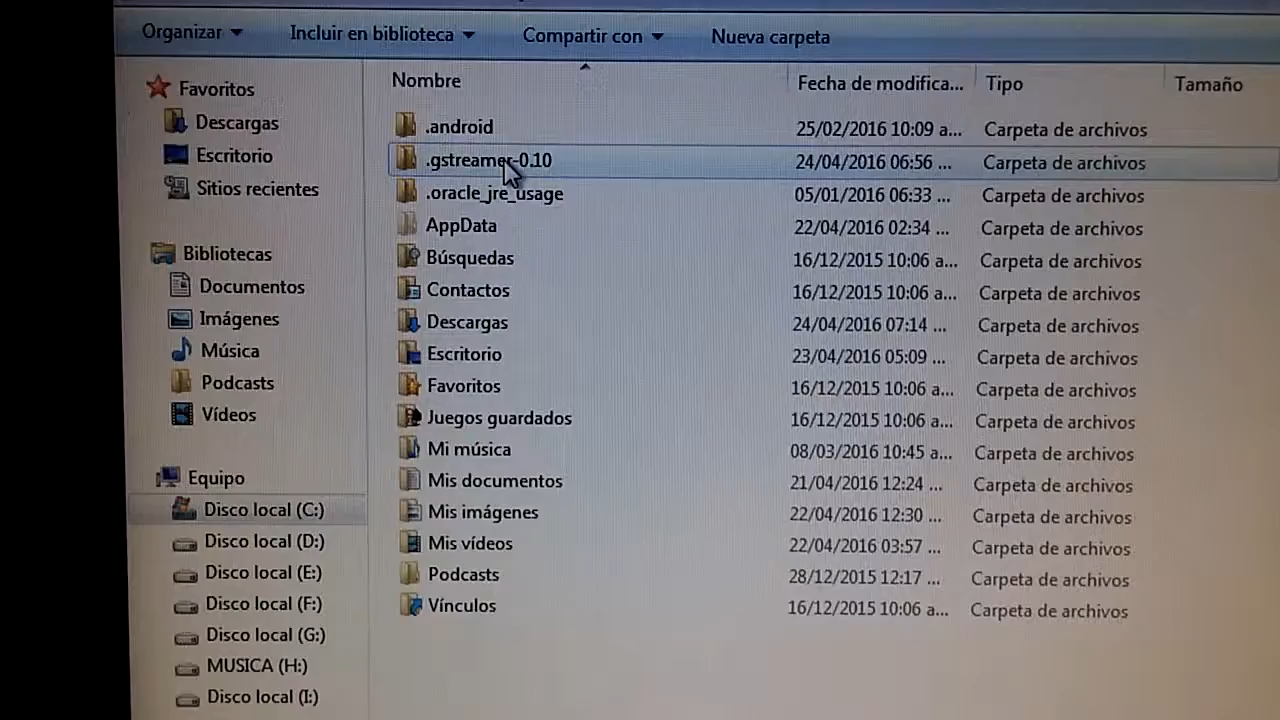 Organizar Incluir en biblioteca Compartir con Nueva carpeta
Favoritos
Descargas
Escritorio
Sitios recientes
Bibliotecas
Documentos
Imágenes
Música
Podcasts
Vídeos
Equipo
Disco local (C:)
Disco local (D:)
Disco local (E:)
Disco local (F:)
Disco local (G:)
MUSICA (H:)
Disco local (I:)
Nombre Fecha de modifica... Tipo Tamaño
.android 25/02/2016 10:09 a... Carpeta de archivos
.gstreamer-0.10 24/04/2016 06:56 ... Carpeta de archivos
.oracle_jre_usage 05/01/2016 06:33 ... Carpeta de archivos
AppData 22/04/2016 02:34 ... Carpeta de archivos
Búsquedas 16/12/2015 10:06 a... Carpeta de archivos
Contactos 16/12/2015 10:06 a... Carpeta de archivos
Descargas 24/04/2016 07:14 ... Carpeta de archivos
Escritorio 23/04/2016 05:09 ... Carpeta de archivos
Favoritos 16/12/2015 10:06 a... Carpeta de archivos
Juegos guardados 16/12/2015 10:06 a... Carpeta de archivos
Mi música 08/03/2016 10:45 a... Carpeta de archivos
Mis documentos 21/04/2016 12:24 ... Carpeta de archivos
Mis imágenes 22/04/2016 12:30 ... Carpeta de archivos
Mis vídeos 22/04/2016 03:57 ... Carpeta de archivos
Podcasts 28/12/2015 12:17 ... Carpeta de archivos
Vínculos 16/12/2015 10:06 a... Carpeta de archivos